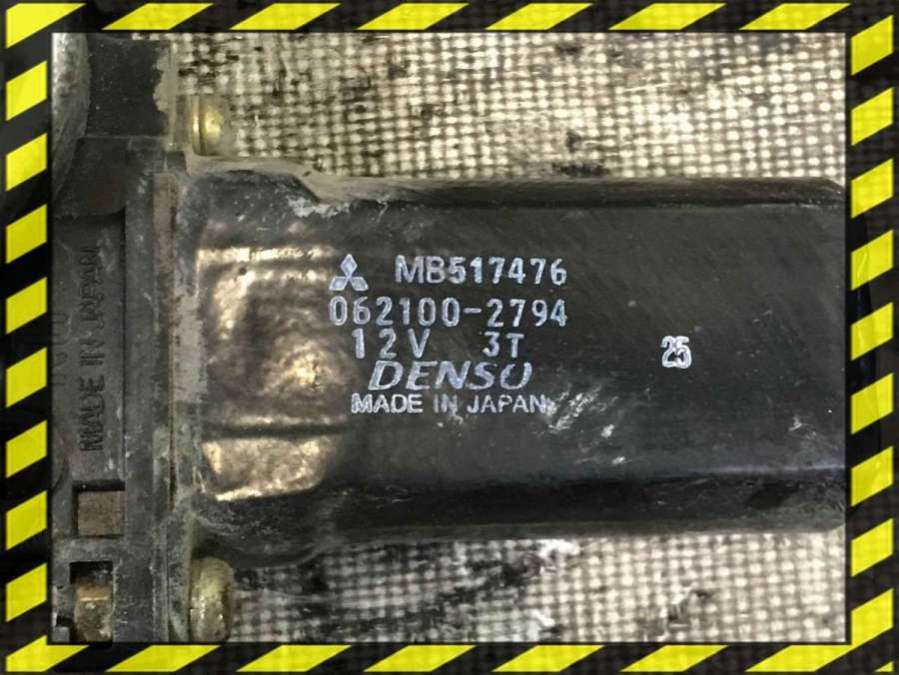 MB517476
062100-2794
12V 3T
25
DENSO
MADE IN JAPAN
MADE IN JAPAN